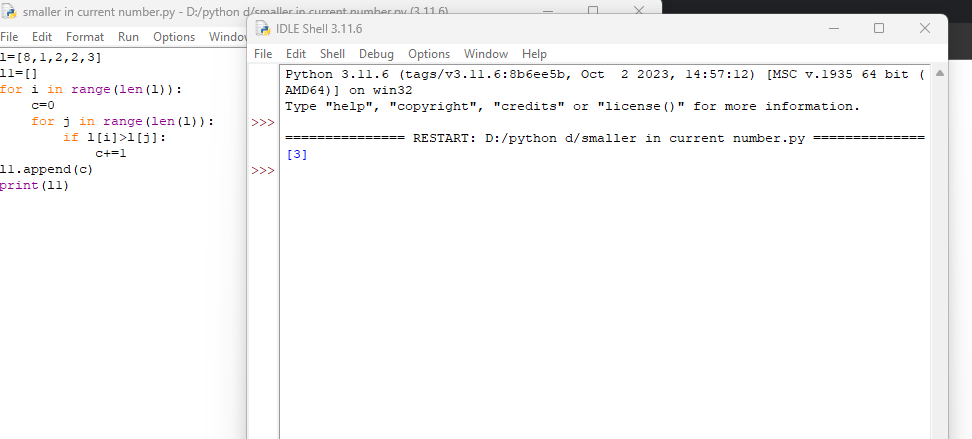 smaller in current number.py - D:/python d/smaller in current number.py (3.11.6)
File Edit Format Run Options Window
l=[8,1,2,2,3]
l1=[]
for i in range(len(l)):
    c=0
    for j in range(len(l)):
        if l[i]>l[j]:
            c+=1
l1.append(c)
print(l1)
IDLE Shell 3.11.6
File Edit Shell Debug Options Window Help
Python 3.11.6 (tags/v3.11.6:8b6ee5b, Oct  2 2023, 14:57:12) [MSC v.1935 64 bit (
AMD64)] on win32
Type "help", "copyright", "credits" or "license()" for more information.
>>>
=============== RESTART: D:/python d/smaller in current number.py ==============
[3]
>>>